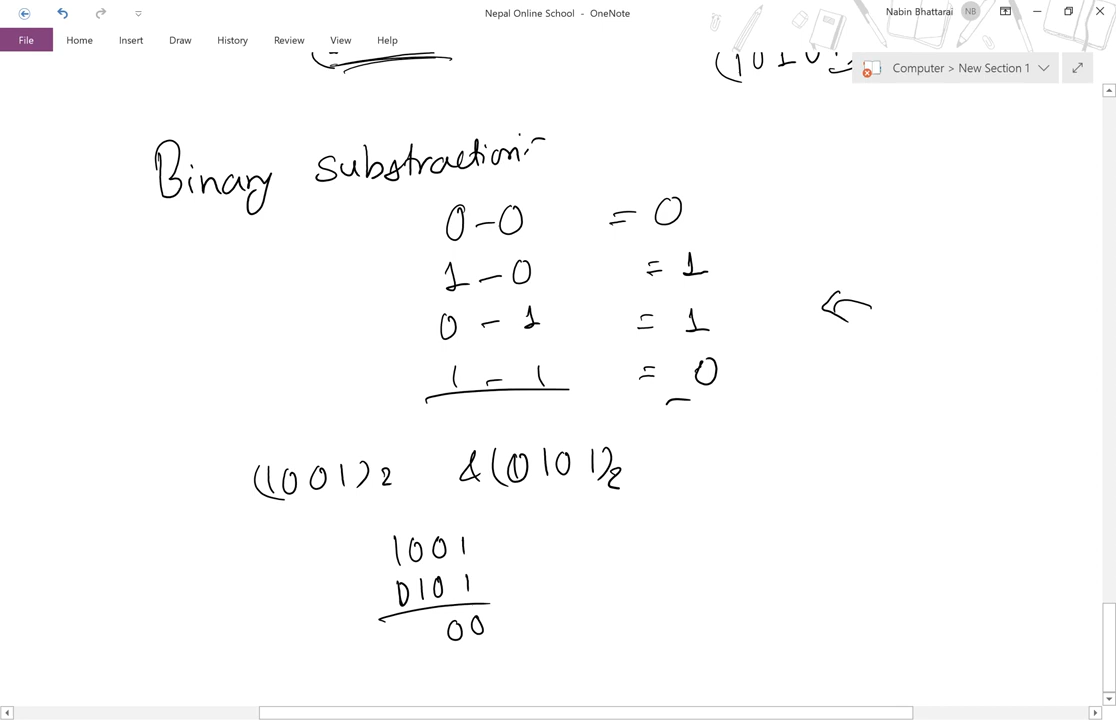 Nepal Online School - OneNote
Nabin Bhattarai NB
File Home Insert Draw History Review View Help
Computer > New Section 1
Binary substraction:-
0 - 0 = 0
1 - 0 = 1
0 - 1 = 1
1 - 1 = 0
(1001)2 & (0101)2
1001
0101
00